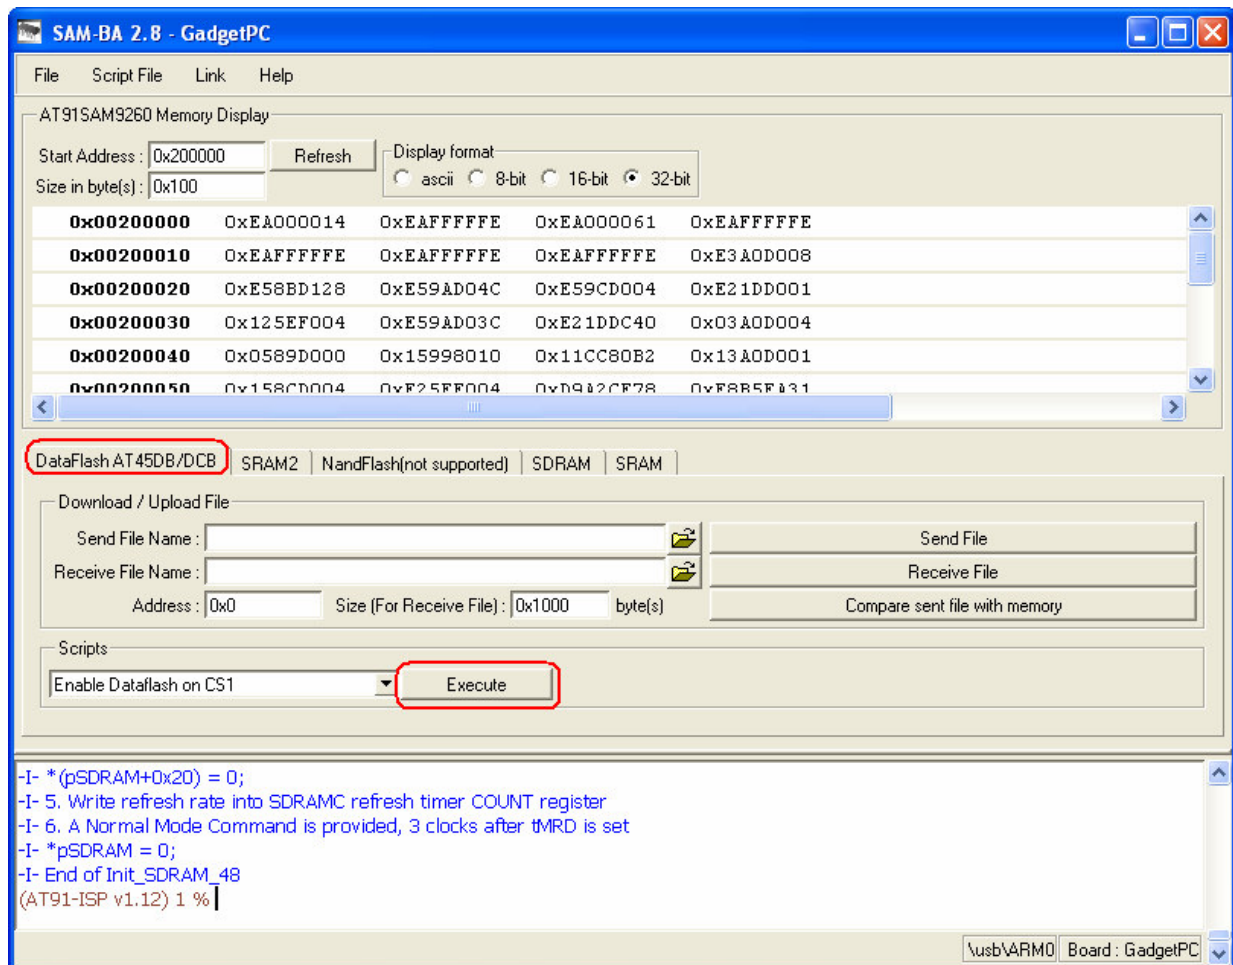 SAM-BA 2.8 - GadgetPC
File Script File Link Help
AT91SAM9260 Memory Display
Start Address : 0x200000 Refresh
Size in byte(s) : 0x100
Display format
ascii 8-bit 16-bit 32-bit
0x00200000 0xEA000014 0xEAFFFFFE 0xEA000061 0xEAFFFFFE
0x00200010 0xEAFFFFFE 0xEAFFFFFE 0xEAFFFFFE 0xE3A0D008
0x00200020 0xE58BD128 0xE59AD04C 0xE59CD004 0xE21DD001
0x00200030 0x125EF004 0xE59AD03C 0xE21DDC40 0x03A0D004
0x00200040 0x0589D000 0x15998010 0x11CC80B2 0x13A0D001
0x00200050 0x158CD004 0xE25EF004 0xD9A2CE78 0xE8B5FA31
DataFlash AT45DB/DCB SRAM2 NandFlash(not supported) SDRAM SRAM
Download / Upload File
Send File Name : Send File
Receive File Name : Receive File
Address : 0x0 Size (For Receive File) : 0x1000 byte(s) Compare sent file with memory
Scripts
Enable Dataflash on CS1 Execute
-I- *(pSDRAM+0x20) = 0;
-I- 5. Write refresh rate into SDRAMC refresh timer COUNT register
-I- 6. A Normal Mode Command is provided, 3 clocks after tMRD is set
-I- *pSDRAM = 0;
-I- End of Init_SDRAM_48
(AT91-ISP v1.12) 1 %
\usb\ARM0 Board : GadgetPC